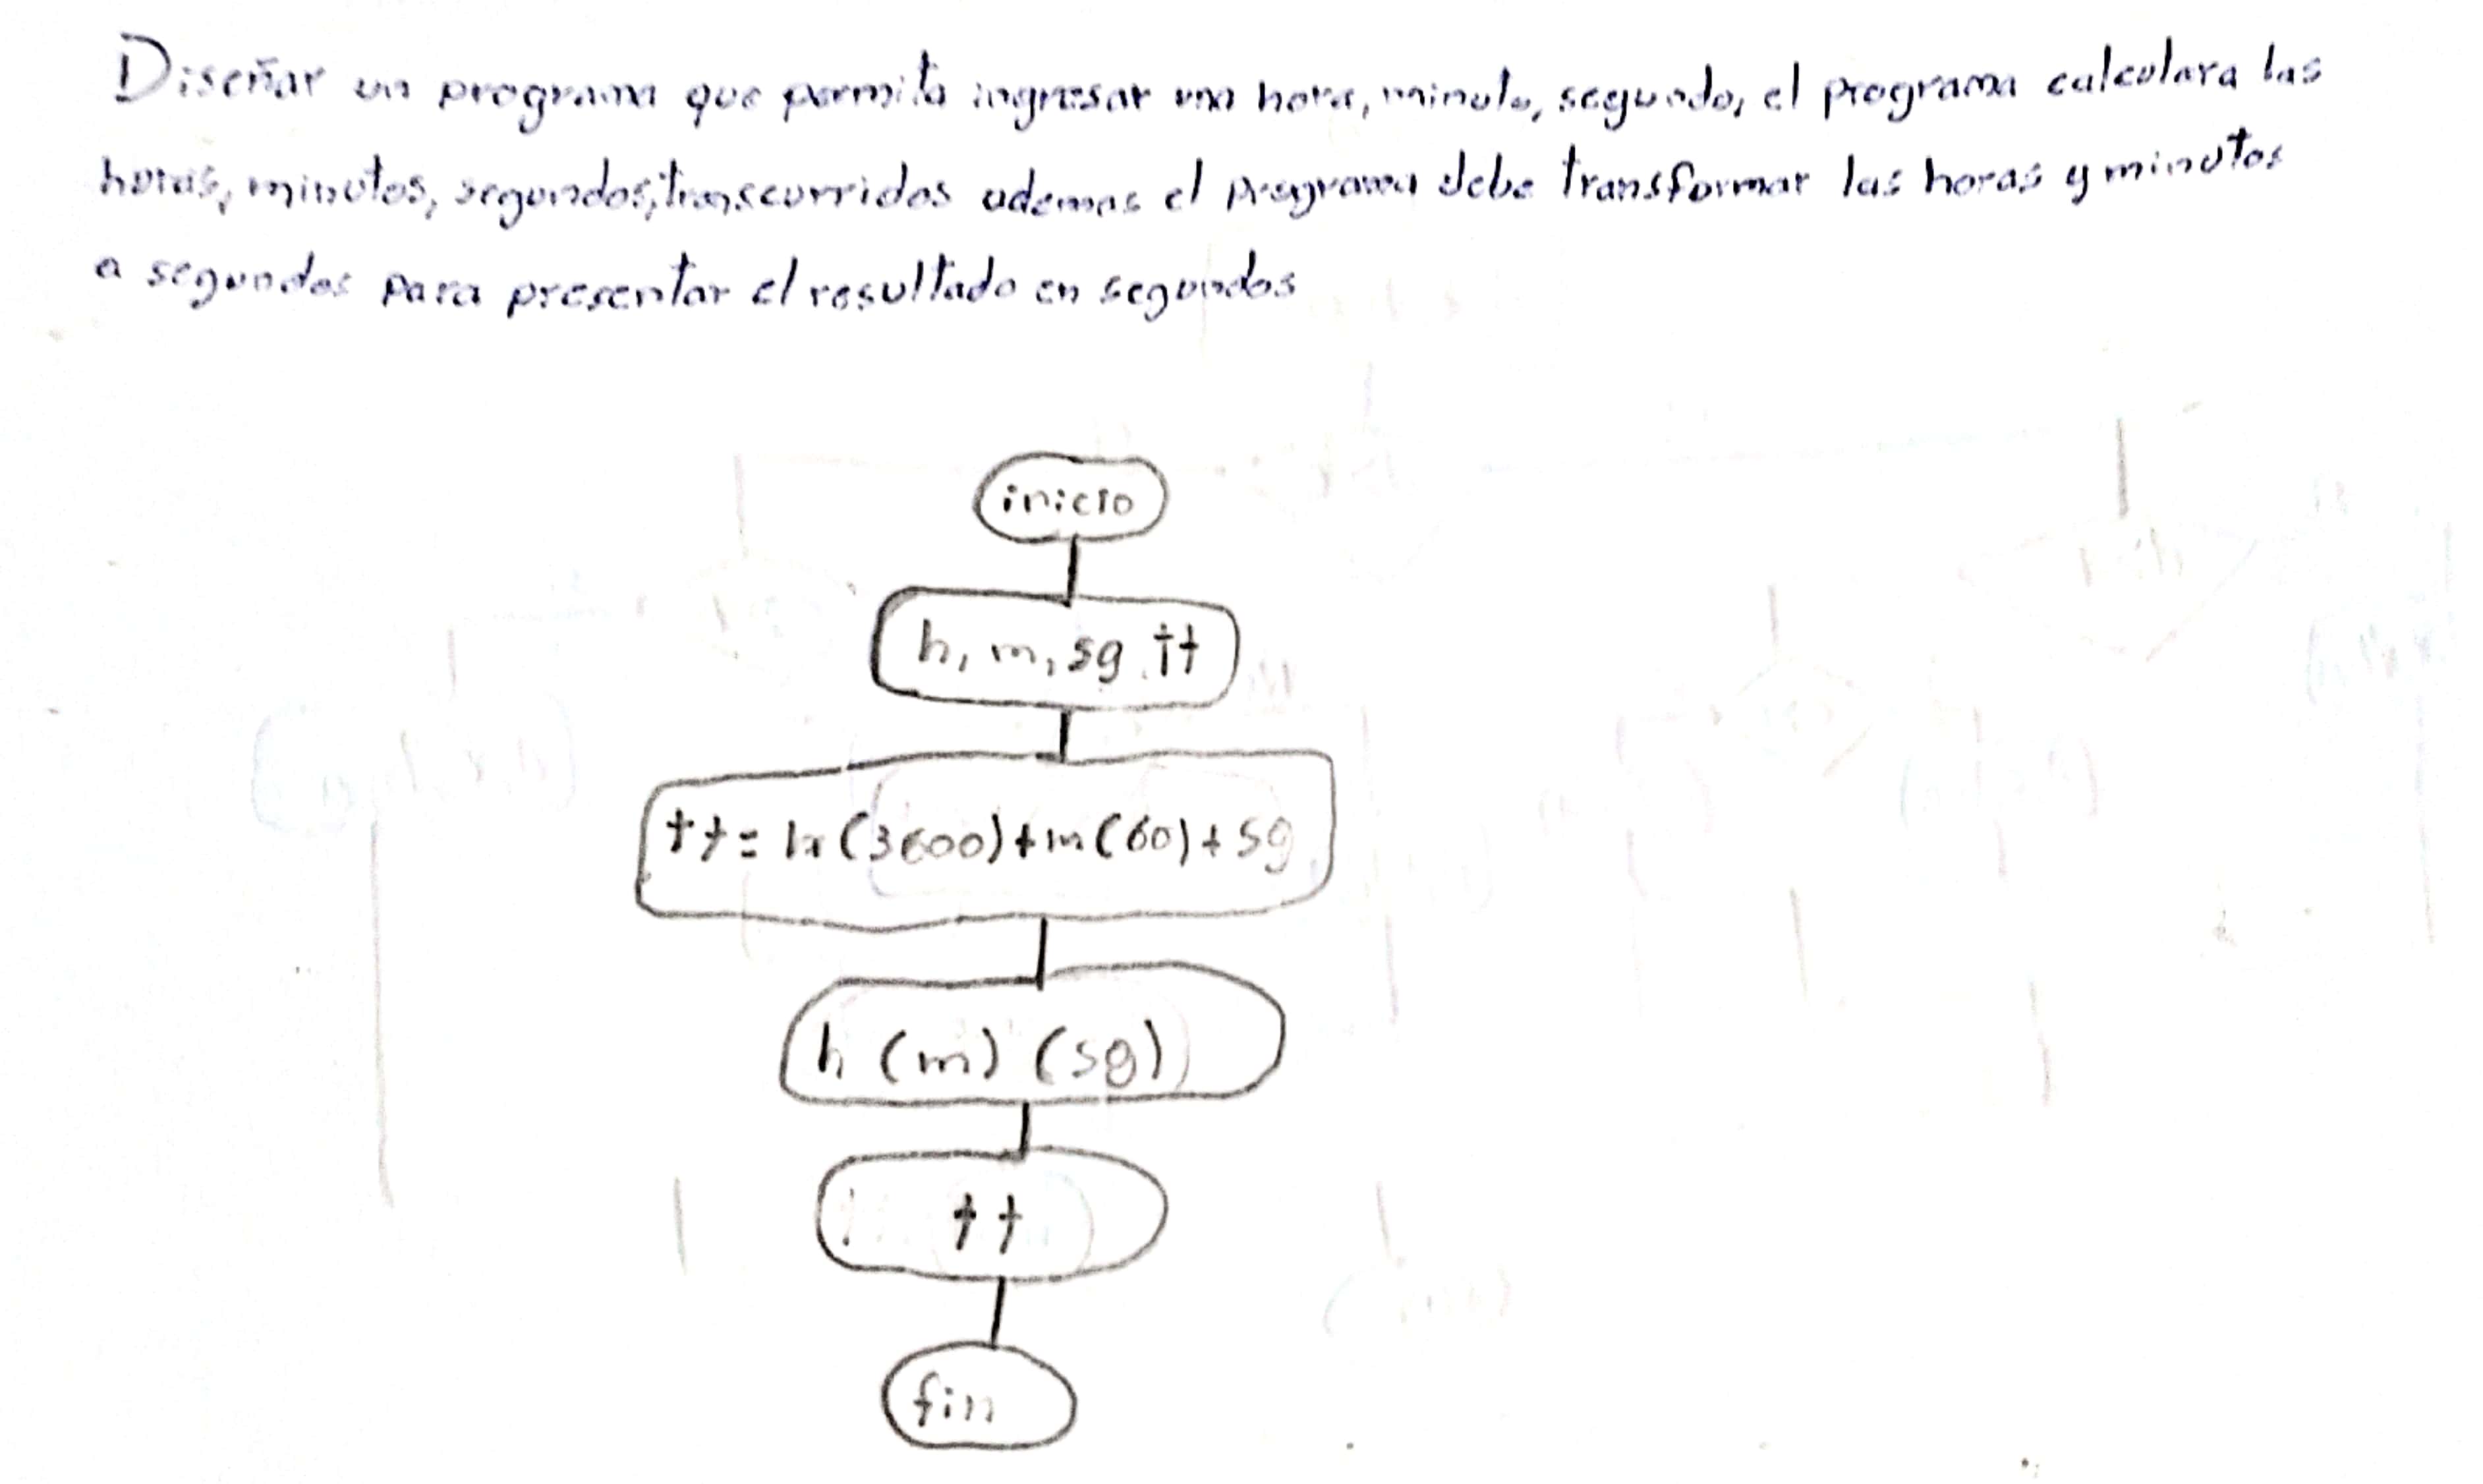 Diseñar un programa que permita ingresar una hora, minuto, segundo, el programa calculara las
horas, minutos, segundos, transcurridos ademas el programa debe transformar las horas y minutos
a segundos para presentar el resultado en segundos
inicio
h, m, sg, tt
tt = h(3600)+m(60)+sg
h (m) (sg)
tt
fin